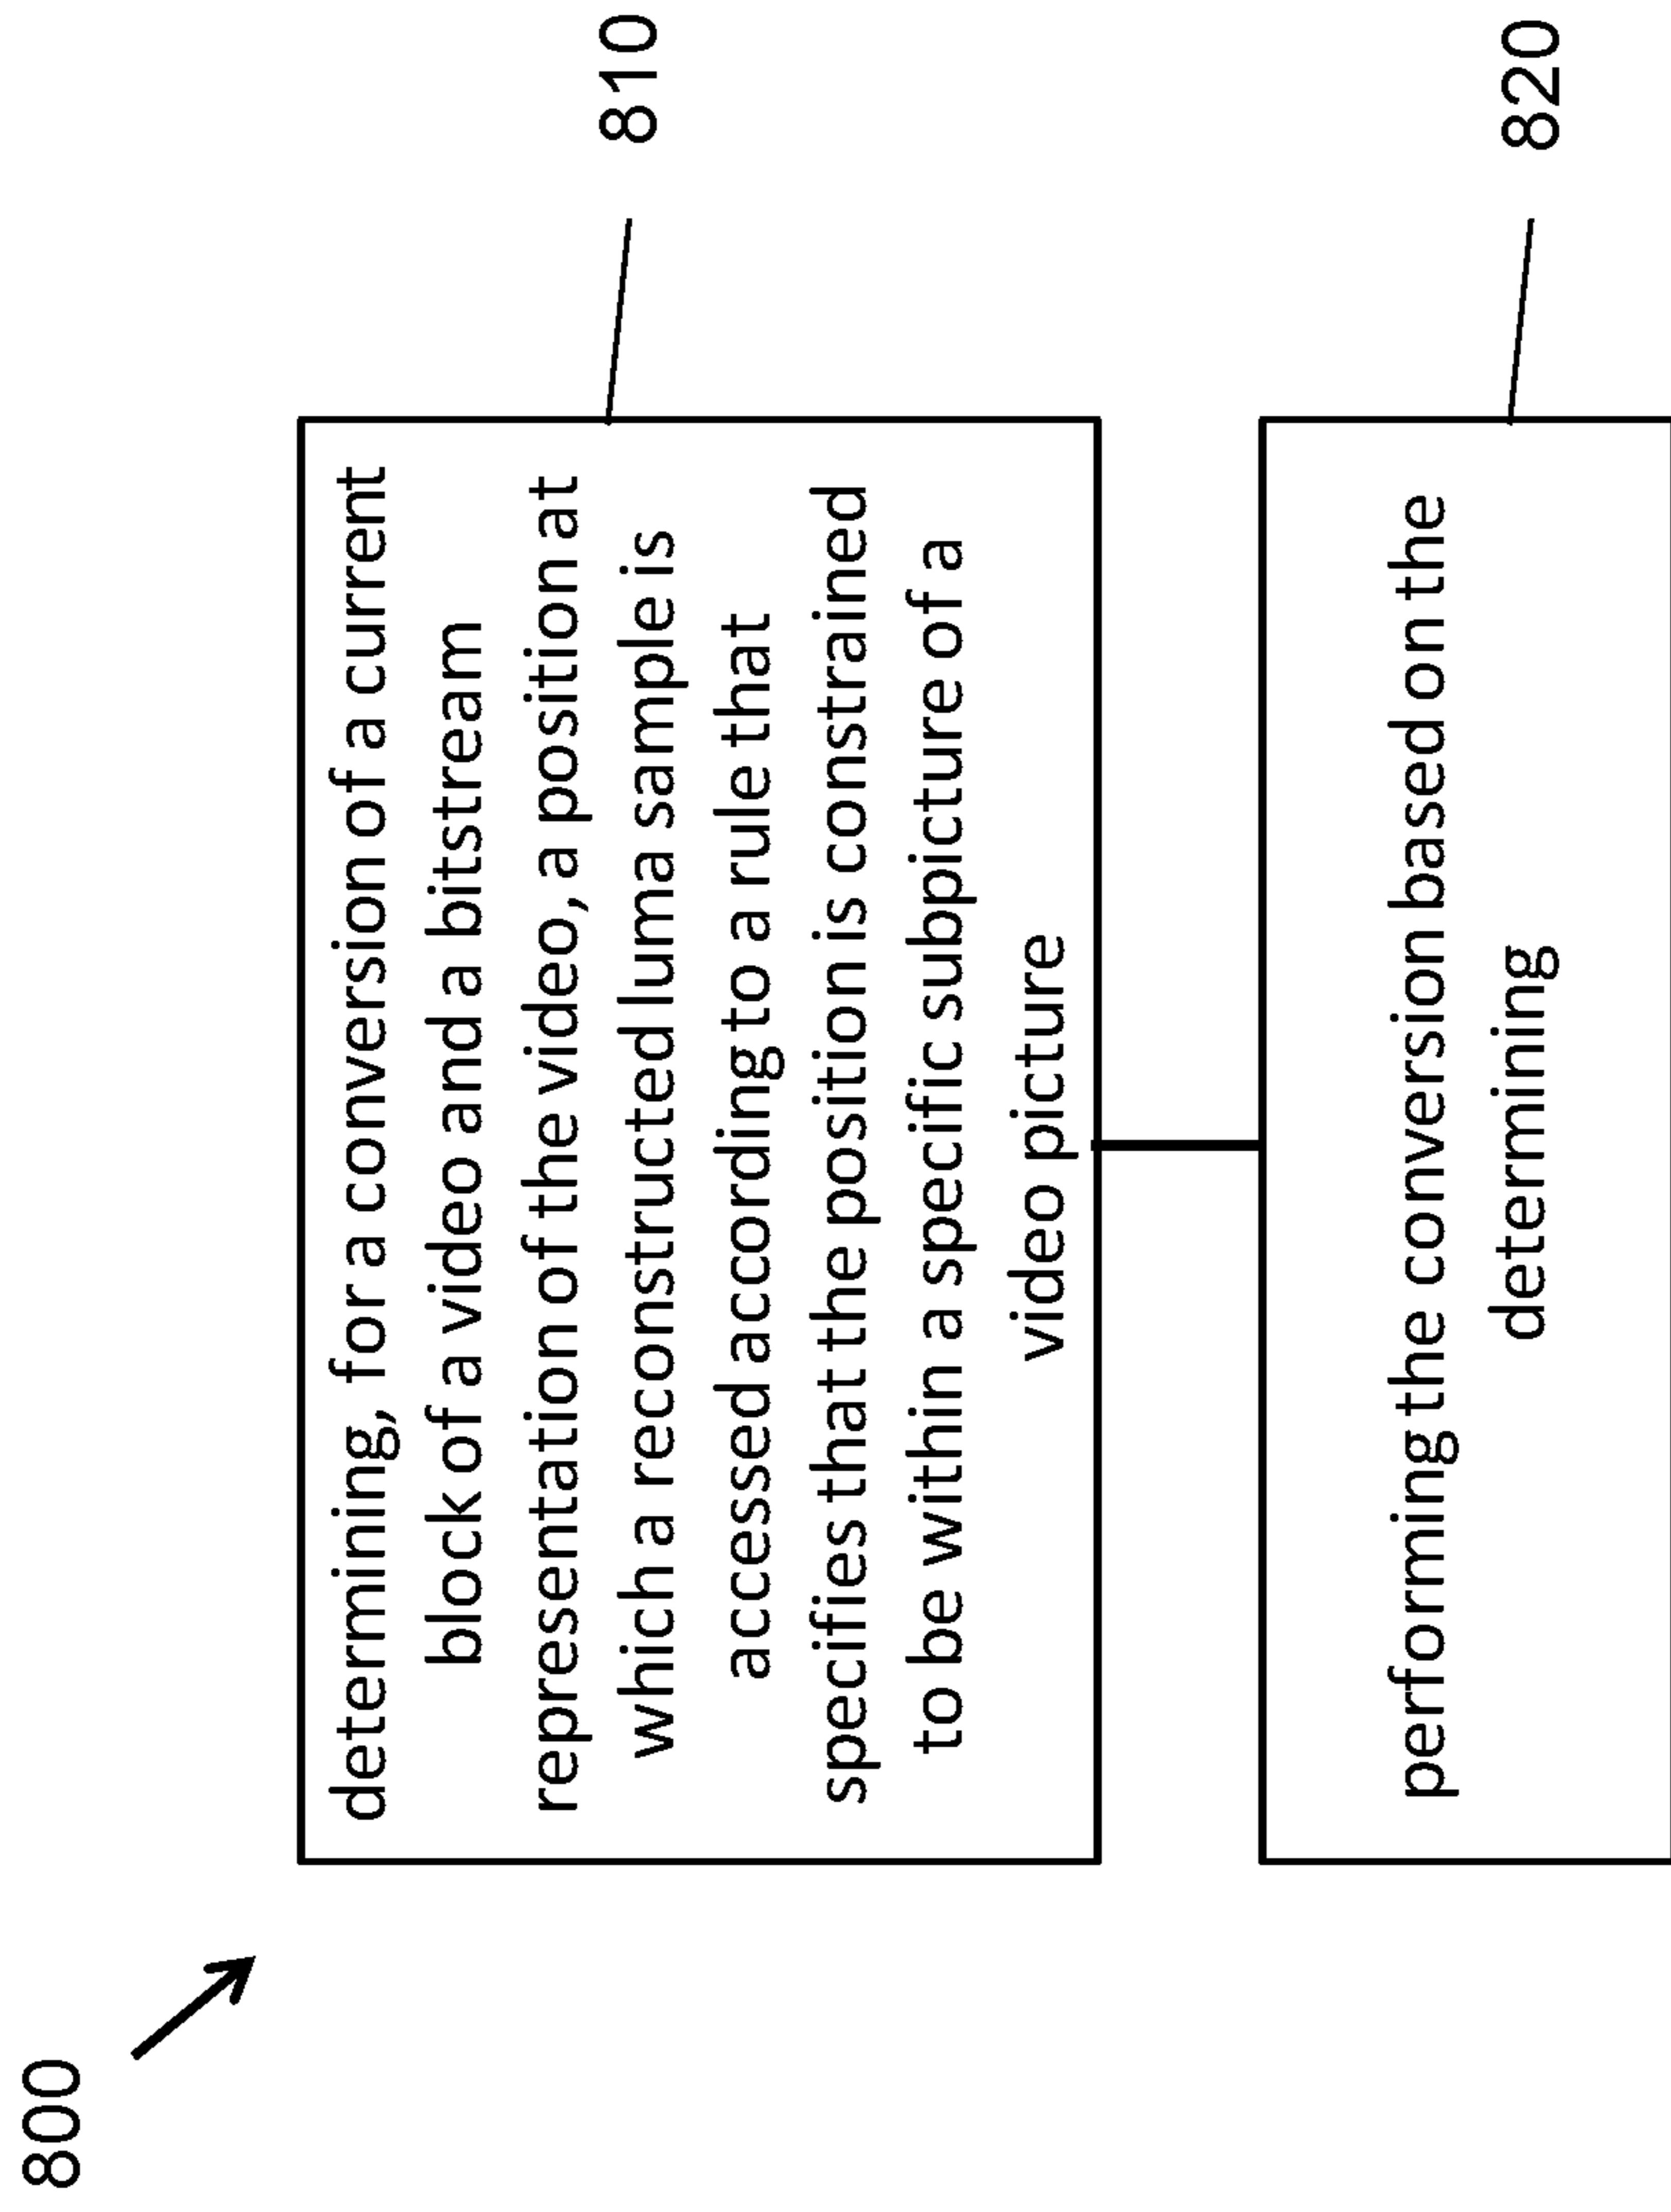 800
determining, for a conversion of a current
block of a video and a bitstream
representation of the video, a position at
which a reconstructed luma sample is
accessed according to a rule that
specifies that the position is constrained
to be within a specific subpicture of a
video picture
810
performing the conversion based on the
determining
820